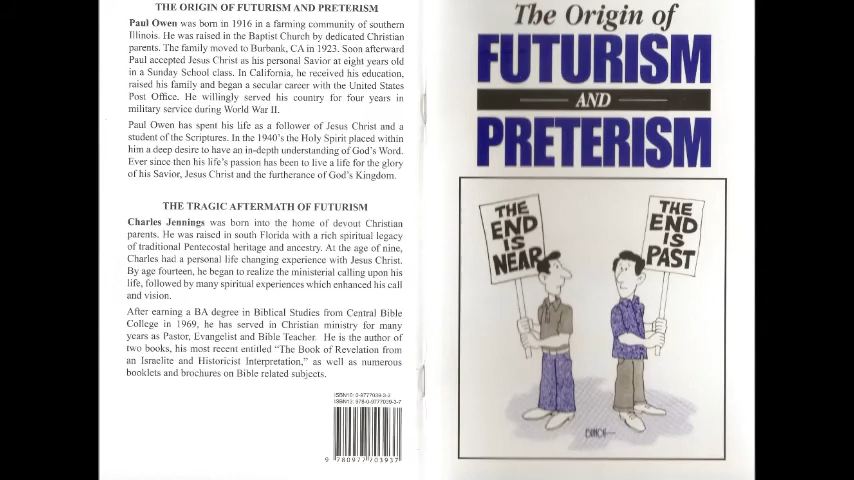 THE ORIGIN OF FUTURISM AND PRETERISM
Paul Owen was born in 1916 in a farming community of southern
Illinois. He was raised in the Baptist Church by dedicated Christian
parents. The family moved to Burbank, CA in 1923. Soon afterward
Paul accepted Jesus Christ as his personal Savior at eight years old
in a Sunday School class. In California, he received his education,
raised his family and began a secular career with the United States
Post Office. He willingly served his country for four years in
military service during World War II.
Paul Owen has spent his life as a follower of Jesus Christ and a
student of the Scriptures. In the 1940's the Holy Spirit placed within
him a deep desire to have an in-depth understanding of God's Word.
Ever since then his life's passion has been to live a life for the glory
of his Savior, Jesus Christ and the furtherance of God's Kingdom.
THE TRAGIC AFTERMATH OF FUTURISM
Charles Jennings was born into the home of devout Christian
parents. He was raised in south Florida with a rich spiritual legacy
of traditional Pentecostal heritage and ancestry. At the age of nine,
Charles had a personal life changing experience with Jesus Christ.
By age fourteen, he began to realize the ministerial calling upon his
life, followed by many spiritual experiences which enhanced his call
and vision.
After earning a BA degree in Biblical Studies from Central Bible
College in 1969, he has served in Christian ministry for many
years as Pastor, Evangelist and Bible Teacher. He is the author of
two books, his most recent entitled "The Book of Revelation from
an Israelite and Historicist Interpretation," as well as numerous
booklets and brochures on Bible related subjects.
9 780977 703937
The Origin of
FUTURISM
AND
PRETERISM
THE
END
IS
NEAR
THE
END
IS
PAST